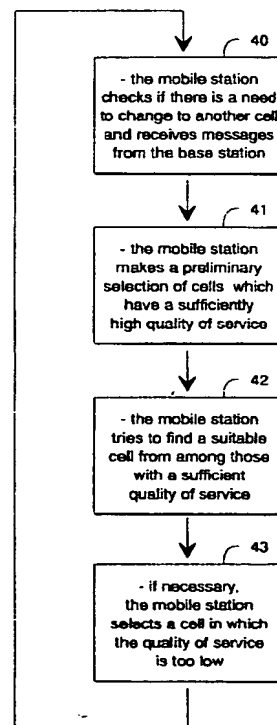 40
- the mobile station
checks if there is a need
to change to another cell
and receives messages
from the base station
41
- the mobile station
makes a preliminary
selection of cells which
have a sufficiently
high quality of service
42
- the mobile station
tries to find a suitable
cell from among those
with a sufficient
quality of service
43
- if necessary,
the mobile station
selects a cell in which
the quality of service
is too low